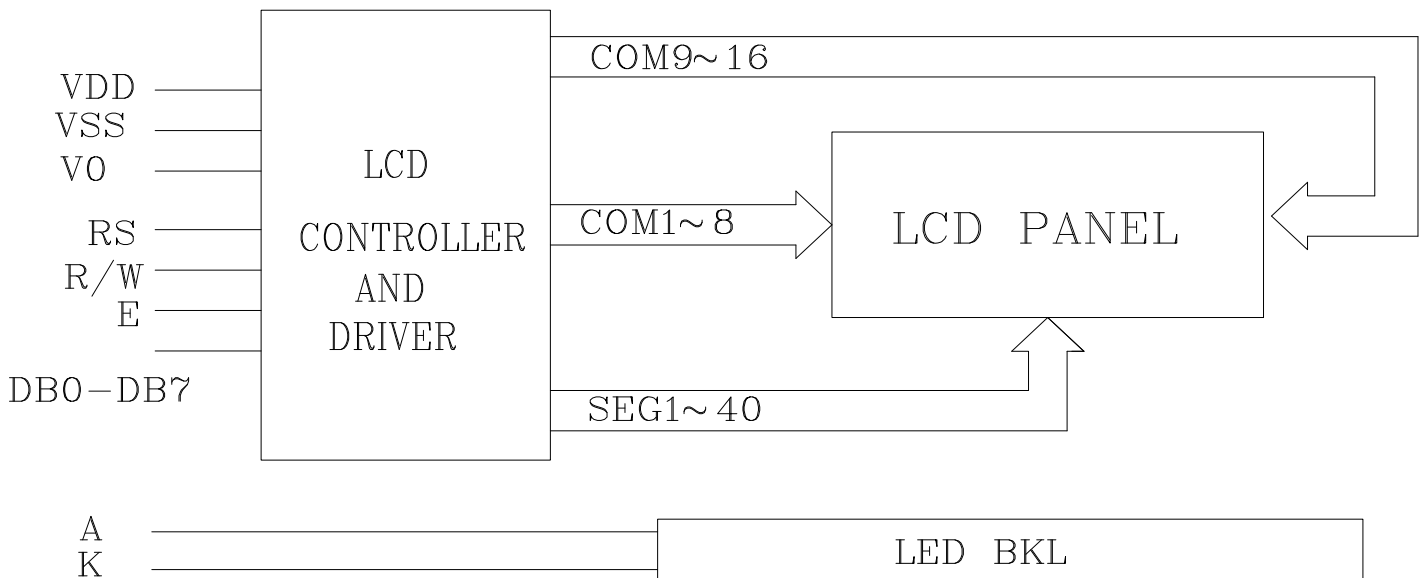 VDD
VSS
V0
RS
R/W
E
DB0-DB7
LCD
CONTROLLER
AND
DRIVER
COM9~16
COM1~8
SEG1~40
LCD PANEL
A
K
LED BKL